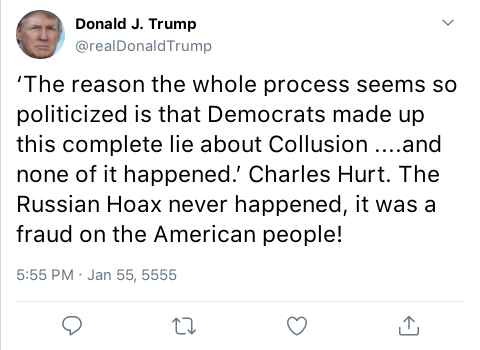 Donald J. Trump
@realDonaldTrump
‘The reason the whole process seems so
politicized is that Democrats made up
this complete lie about Collusion ....and
none of it happened.’ Charles Hurt. The
Russian Hoax never happened, it was a
fraud on the American people!
5:55 PM · Jan 55, 5555